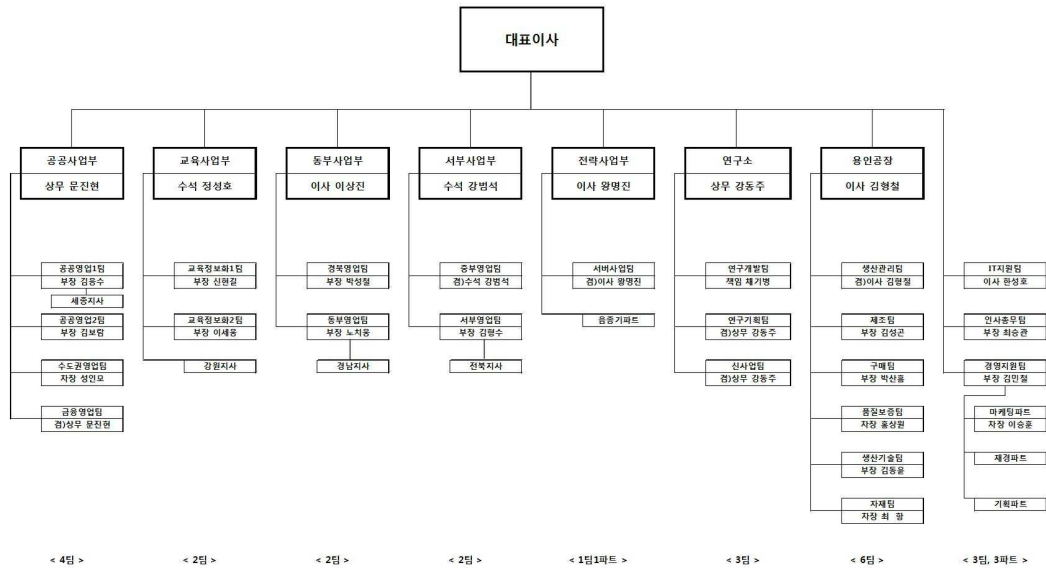 대표이사
공공사업부
상무 문진현
교육사업부
수석 정성호
동부사업부
이사 이상진
서부사업부
수석 강범석
전략사업부
이사 왕명진
연구소
상무 강동주
용인공장
이사 김형철
공공영업1팀
부장 김용수
세종지사
공공영업2팀
부장 김보람
수도권영업팀
차장 성인모
금융영업팀
겸)상무 문진현
교육정보화1팀
부장 신현길
교육정보화2팀
부장 이세웅
강원지사
경북영업팀
부장 박성철
동부영업팀
부장 노치웅
경남지사
중부영업팀
겸)수석 강범석
서부영업팀
부장 김형수
전북지사
서버사업팀
겸)이사 왕명진
음중기파트
연구개발팀
책임 채기병
연구기획팀
겸)상무 강동주
신사업팀
겸)상무 강동주
생산관리팀
겸)이사 김형철
제조팀
부장 김성곤
구매팀
부장 박산홍
품질보증팀
차장 홍상원
생산기술팀
부장 김동윤
자재팀
차장 최 항
IT지원팀
이사 한성호
인사총무팀
부장 최승관
경영지원팀
부장 김민철
마케팅파트
차장 이승훈
재경파트
기획파트
< 4팀 >
< 2팀 >
< 2팀 >
< 2팀 >
< 1팀1파트 >
< 3팀 >
< 6팀 >
< 3팀, 3파트 >